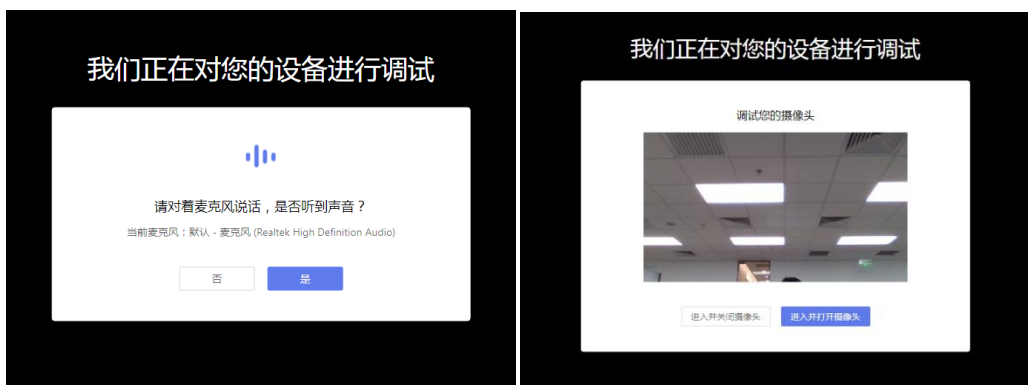 我们正在对您的设备进行调试
请对着麦克风说话，是否听到声音？
当前麦克风：默认 - 麦克风 (Realtek High Definition Audio)
否
是
我们正在对您的设备进行调试
调试您的摄像头
进入并关闭摄像头
进入并打开摄像头